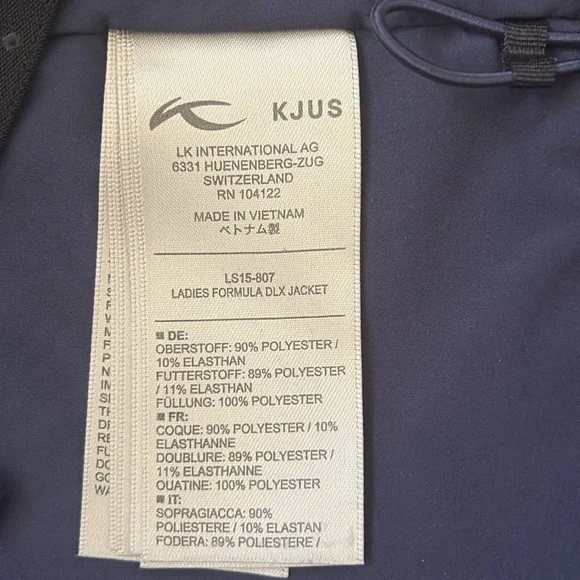 KJUS
LK INTERNATIONAL AG
6331 HUENENBERG-ZUG
SWITZERLAND
RN 104122
MADE IN VIETNAM
ベトナム製
LS15-807
LADIES FORMULA DLX JACKET
DE:
OBERSTOFF: 90% POLYESTER /
10% ELASTHAN
FUTTERSTOFF: 89% POLYESTER
/ 11% ELASTHAN
FÜLLUNG: 100% POLYESTER
FR:
COQUE: 90% POLYESTER / 10%
ELASTHANNE
DOUBLURE: 89% POLYESTER /
11% ELASTHANNE
OUATINE: 100% POLYESTER
IT:
SOPRAGIACCA: 90%
POLIESTERE / 10% ELASTAN
FODERA: 89% POLIESTERE /